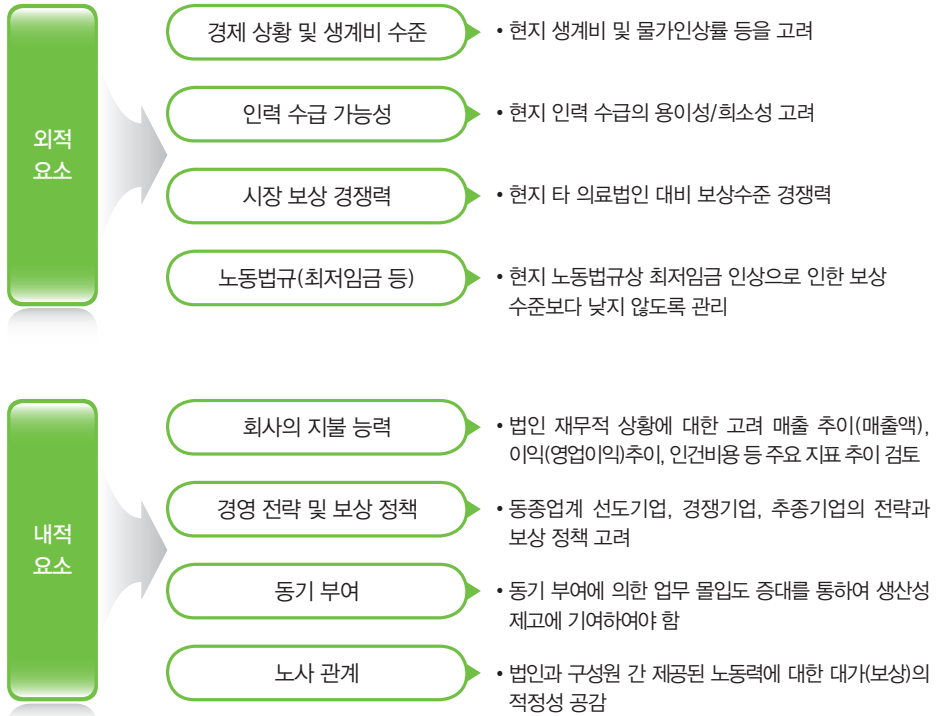 외적
요소
경제 상황 및 생계비 수준
• 현지 생계비 및 물가인상률 등을 고려
인력 수급 가능성
• 현지 인력 수급의 용이성/희소성 고려
시장 보상 경쟁력
• 현지 타 의료법인 대비 보상수준 경쟁력
노동법규(최저임금 등)
• 현지 노동법규상 최저임금 인상으로 인한 보상
수준보다 낮지 않도록 관리
내적
요소
회사의 지불 능력
• 법인 재무적 상황에 대한 고려 매출 추이(매출액),
이익(영업이익)추이, 인건비용 등 주요 지표 추이 검토
경영 전략 및 보상 정책
• 동종업계 선도기업, 경쟁기업, 추종기업의 전략과
보상 정책 고려
동기 부여
• 동기 부여에 의한 업무 몰입도 증대를 통하여 생산성
제고에 기여하여야 함
노사 관계
• 법인과 구성원 간 제공된 노동력에 대한 대가(보상)의
적정성 공감